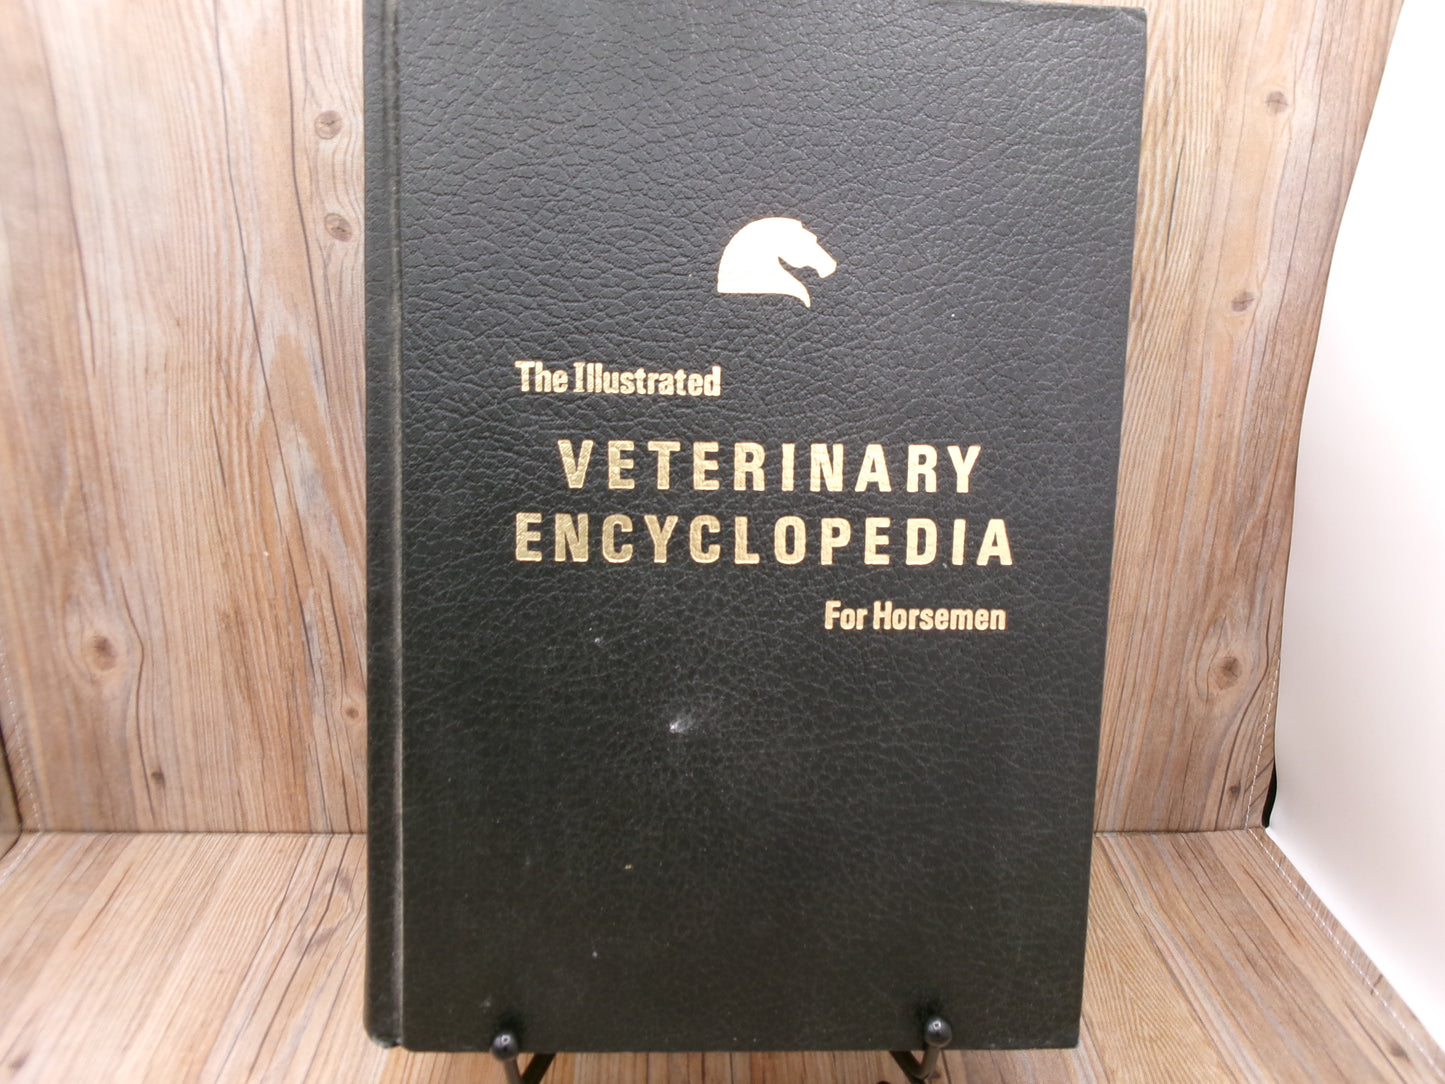 The Illustrated
VETERINARY
ENCYCLOPEDIA
For Horsemen